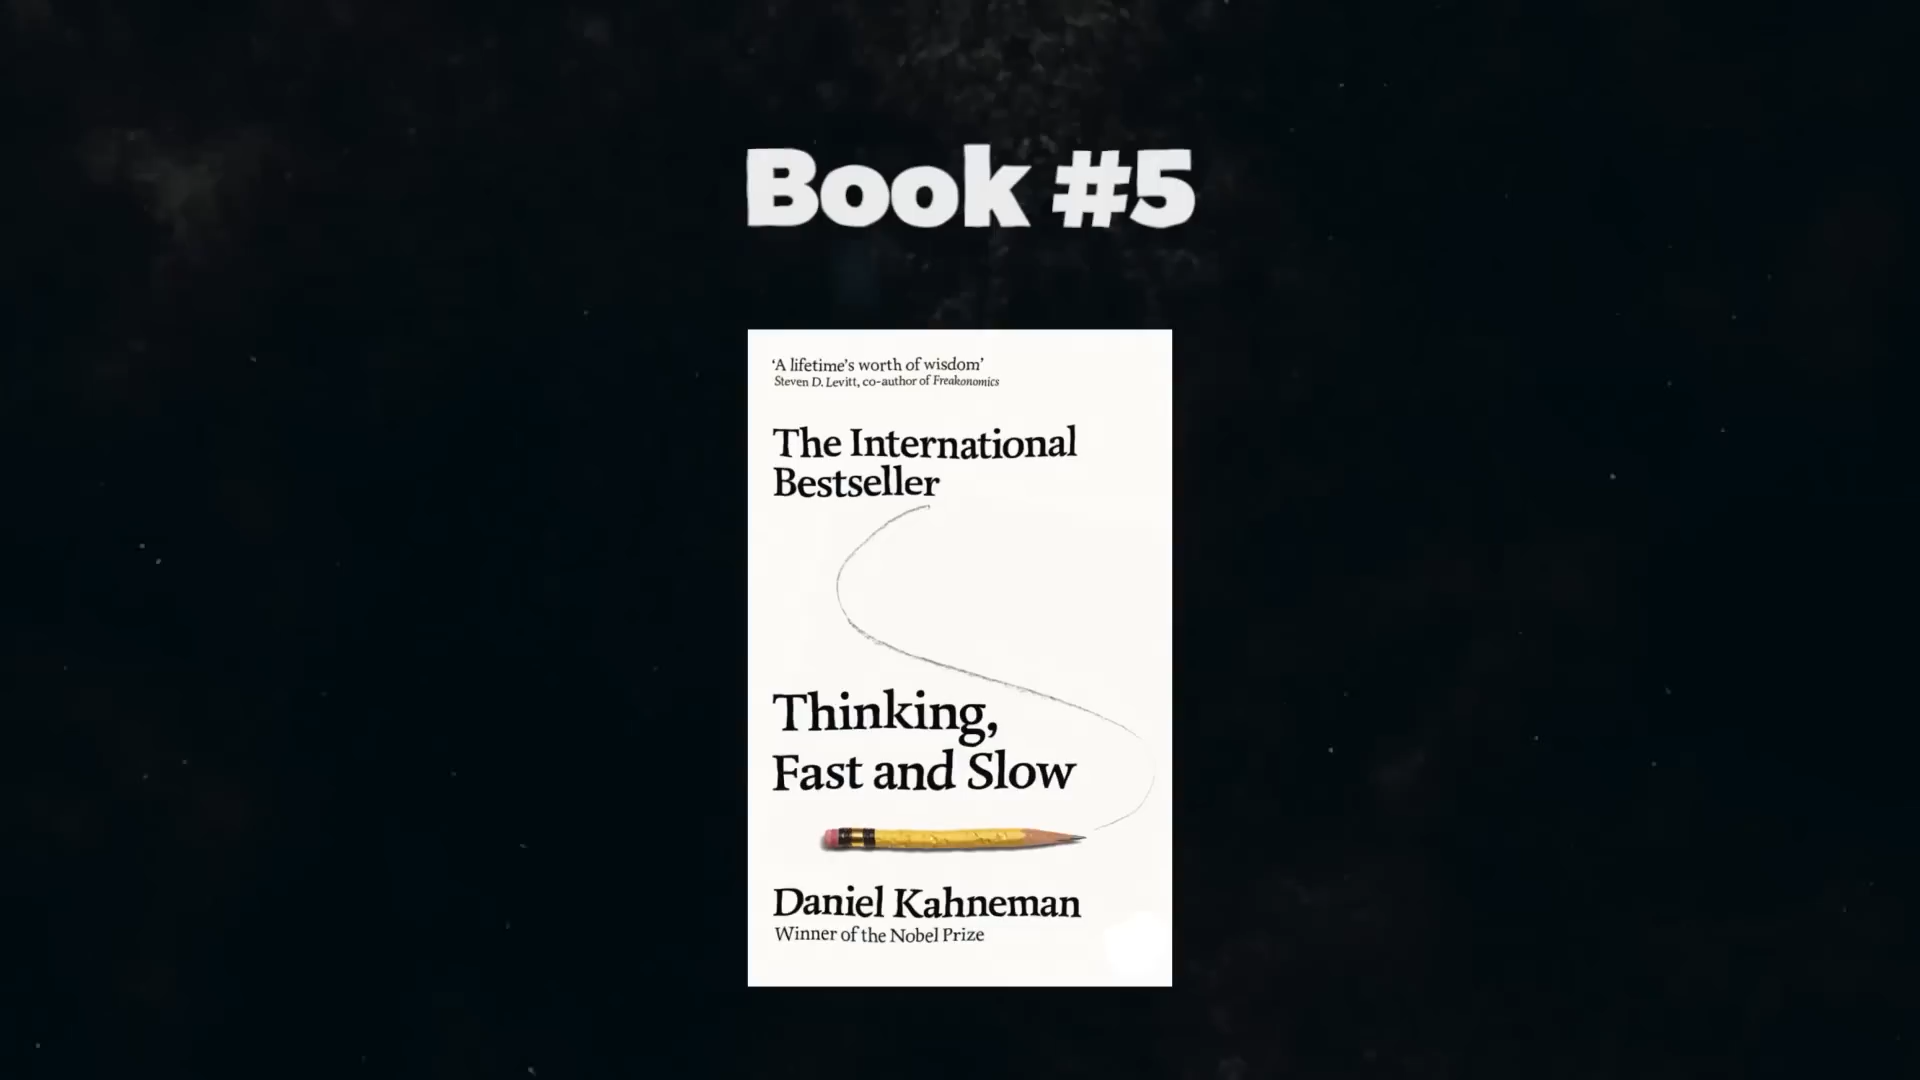 Book #5
‘A lifetime’s worth of wisdom’
Steven D. Levitt, co-author of Freakonomics
The International
Bestseller
Thinking,
Fast and Slow
Daniel Kahneman
Winner of the Nobel Prize